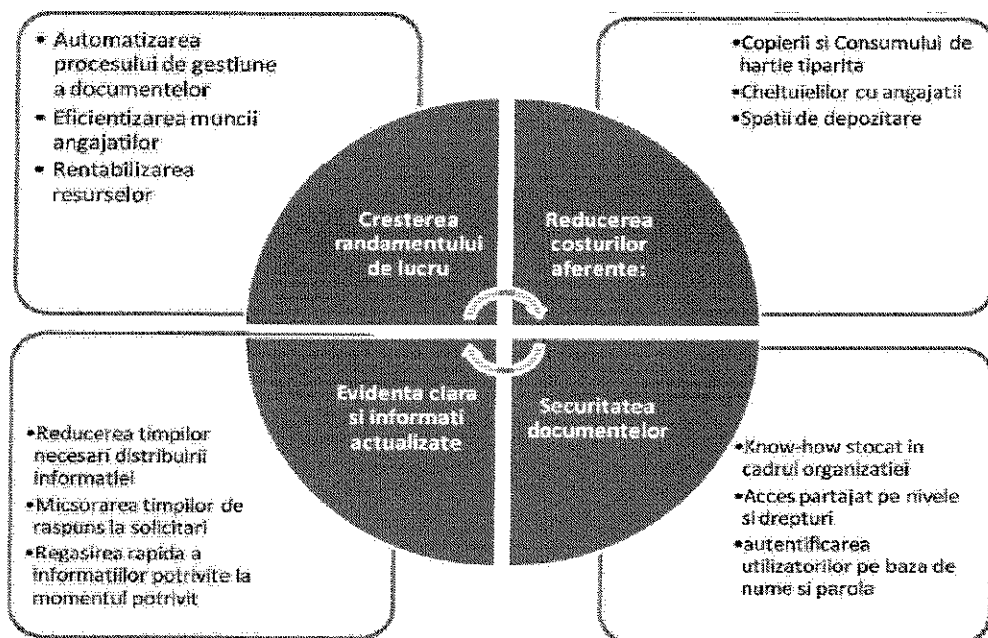 • Automatizarea
procesului de gestiune
a documentelor
• Eficientizarea muncii
angajatilor
• Rentabilizarea
resurselor
•Copierii si Consumului de
hartie tiparita
•Cheltuielilor cu angajatii
•Spatii de depozitare
Cresterea
randamentului
de lucru
Reducerea
costurilor
aferente:
Evidenta clara
si informati
actualizate
Securitatea
documentelor
•Reducerea timpilor
necesari distribuirii
informatiei
•Micsorarea timpilor de
raspuns la solicitari
•Regasirea rapida a
informatiilor potrivite la
momentul potrivit
•Know-how stocat in
cadrul organizatiei
•Acces partajat pe nivele
si drepturi
•autentificarea
utilizatorilor pe baza de
nume si parola